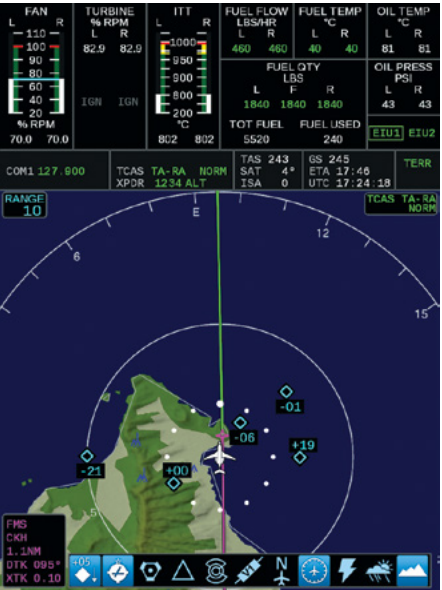 FAN TURBINE ITT FUEL FLOW FUEL TEMP OIL TEMP
L R % RPM L R LBS/HR °C °C
110 L R L R L R L R
100 82.9 82.9 1000 460 460 40 40 81 81
90 950 FUEL QTY OIL PRESS
80 900 LBS PSI
60 IGN IGN 800 L F R L R
40 500 1840 1840 1840 43 43
20 200
% RPM °C TOT FUEL FUEL USED EIU1 EIU2
70.0 70.0 802 802 5520 240
COM1 127.900 TCAS TA-RA NORM TAS 243 GS 245 TERR
XPDR 1234 ALT SAT 4° ETA 17:46
ISA 0 UTC 17:24:18
RANGE
10
TCAS TA-RA
NORM
E
12
6
15
-01
-06
+19
-21
+00
5
FMS
CKH
1.1NM
DTK 095°
XTK 0.10
+05
N